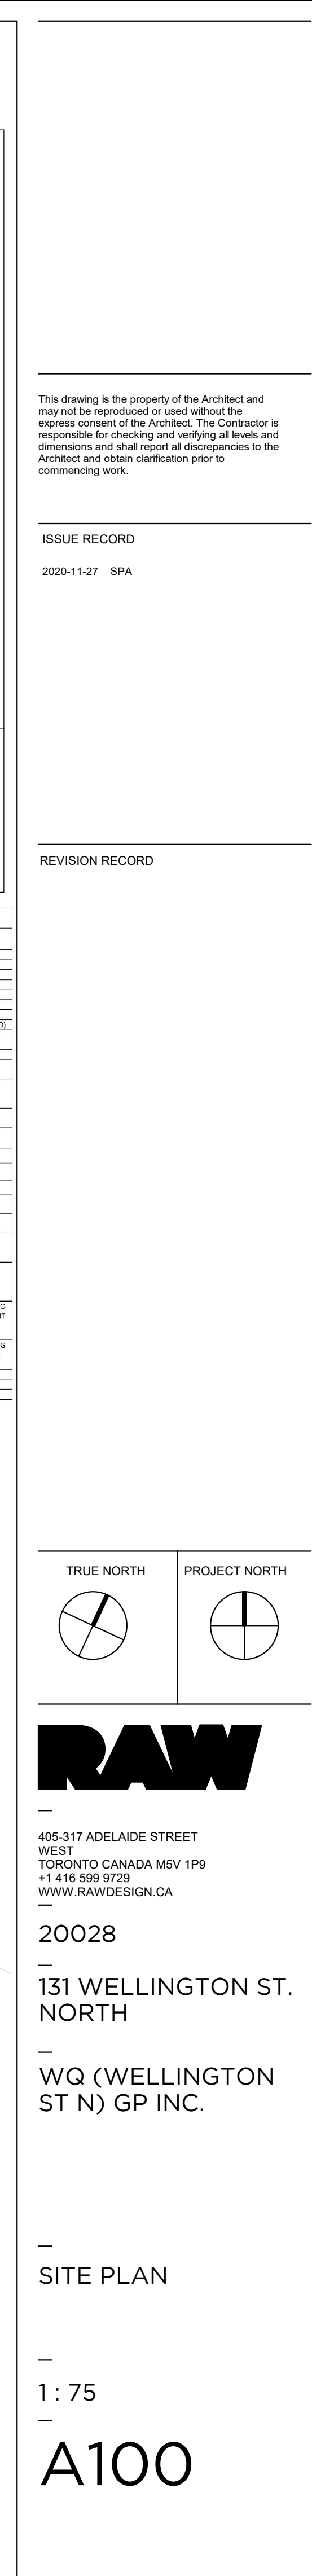 This drawing is the property of the Architect and
may not be reproduced or used without the
express consent of the Architect. The Contractor is
responsible for checking and verifying all levels and
dimensions and shall report all discrepancies to the
Architect and obtain clarification prior to
commencing work.
ISSUE RECORD
2020-11-27 SPA
REVISION RECORD
TRUE NORTH PROJECT NORTH
RAW
405-317 ADELAIDE STREET
WEST
TORONTO CANADA M5V 1P9
+1 416 599 9729
WWW.RAWDESIGN.CA
20028
131 WELLINGTON ST.
NORTH
WQ (WELLINGTON
ST N) GP INC.
SITE PLAN
1 : 75
A100